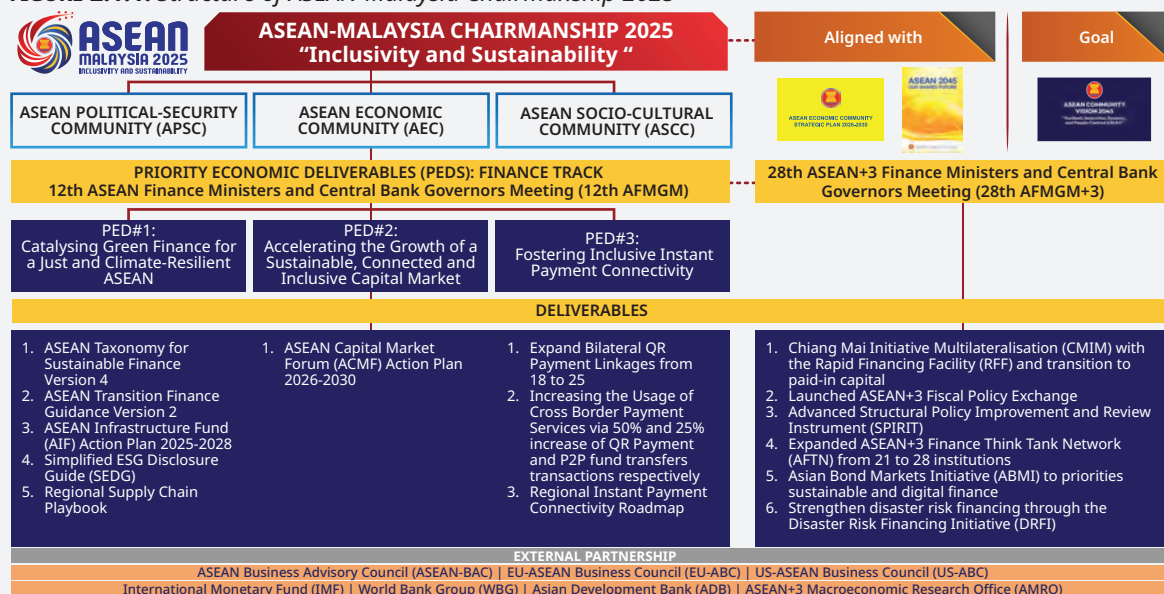 Structure of ASEAN-Malaysia Chairmanship 2025
ASEAN
MALAYSIA 2025
INCLUSIVITY AND SUSTAINABILITY
ASEAN-MALAYSIA CHAIRMANSHIP 2025
“Inclusivity and Sustainability “
Aligned with
Goal
ASEAN ECONOMIC COMMUNITY
STRATEGIC PLAN 2026-2030
ASEAN 2045
OUR SHARED FUTURE
ASEAN COMMUNITY
VISION 2045
ASEAN POLITICAL-SECURITY
COMMUNITY (APSC)
ASEAN ECONOMIC
COMMUNITY (AEC)
ASEAN SOCIO-CULTURAL
COMMUNITY (ASCC)
PRIORITY ECONOMIC DELIVERABLES (PEDS): FINANCE TRACK
12th ASEAN Finance Ministers and Central Bank Governors Meeting (12th AFMGM)
28th ASEAN+3 Finance Ministers and Central Bank
Governors Meeting (28th AFMGM+3)
PED#1:
Catalysing Green Finance for
a Just and Climate-Resilient
ASEAN
PED#2:
Accelerating the Growth of a
Sustainable, Connected and
Inclusive Capital Market
PED#3:
Fostering Inclusive Instant
Payment Connectivity
DELIVERABLES
1. ASEAN Taxonomy for
Sustainable Finance
Version 4
2. ASEAN Transition Finance
Guidance Version 2
3. ASEAN Infrastructure Fund
(AIF) Action Plan 2025-2028
4. Simplified ESG Disclosure
Guide (SEDG)
5. Regional Supply Chain
Playbook
1. ASEAN Capital Market
Forum (ACMF) Action Plan
2026-2030
1. Expand Bilateral QR
Payment Linkages from
18 to 25
2. Increasing the Usage of
Cross Border Payment
Services via 50% and 25%
increase of QR Payment
and P2P fund transfers
transactions respectively
3. Regional Instant Payment
Connectivity Roadmap
1. Chiang Mai Initiative Multilateralisation (CMIM) with
the Rapid Financing Facility (RFF) and transition to
paid-in capital
2. Launched ASEAN+3 Fiscal Policy Exchange
3. Advanced Structural Policy Improvement and Review
Instrument (SPIRIT)
4. Expanded ASEAN+3 Finance Think Tank Network
(AFTN) from 21 to 28 institutions
5. Asian Bond Markets Initiative (ABMI) to priorities
sustainable and digital finance
6. Strengthen disaster risk financing through the
Disaster Risk Financing Initiative (DRFI)
EXTERNAL PARTNERSHIP
ASEAN Business Advisory Council (ASEAN-BAC) | EU-ASEAN Business Council (EU-ABC) | US-ASEAN Business Council (US-ABC)
International Monetary Fund (IMF) | World Bank Group (WBG) | Asian Development Bank (ADB) | ASEAN+3 Macroeconomic Research Office (AMRO)